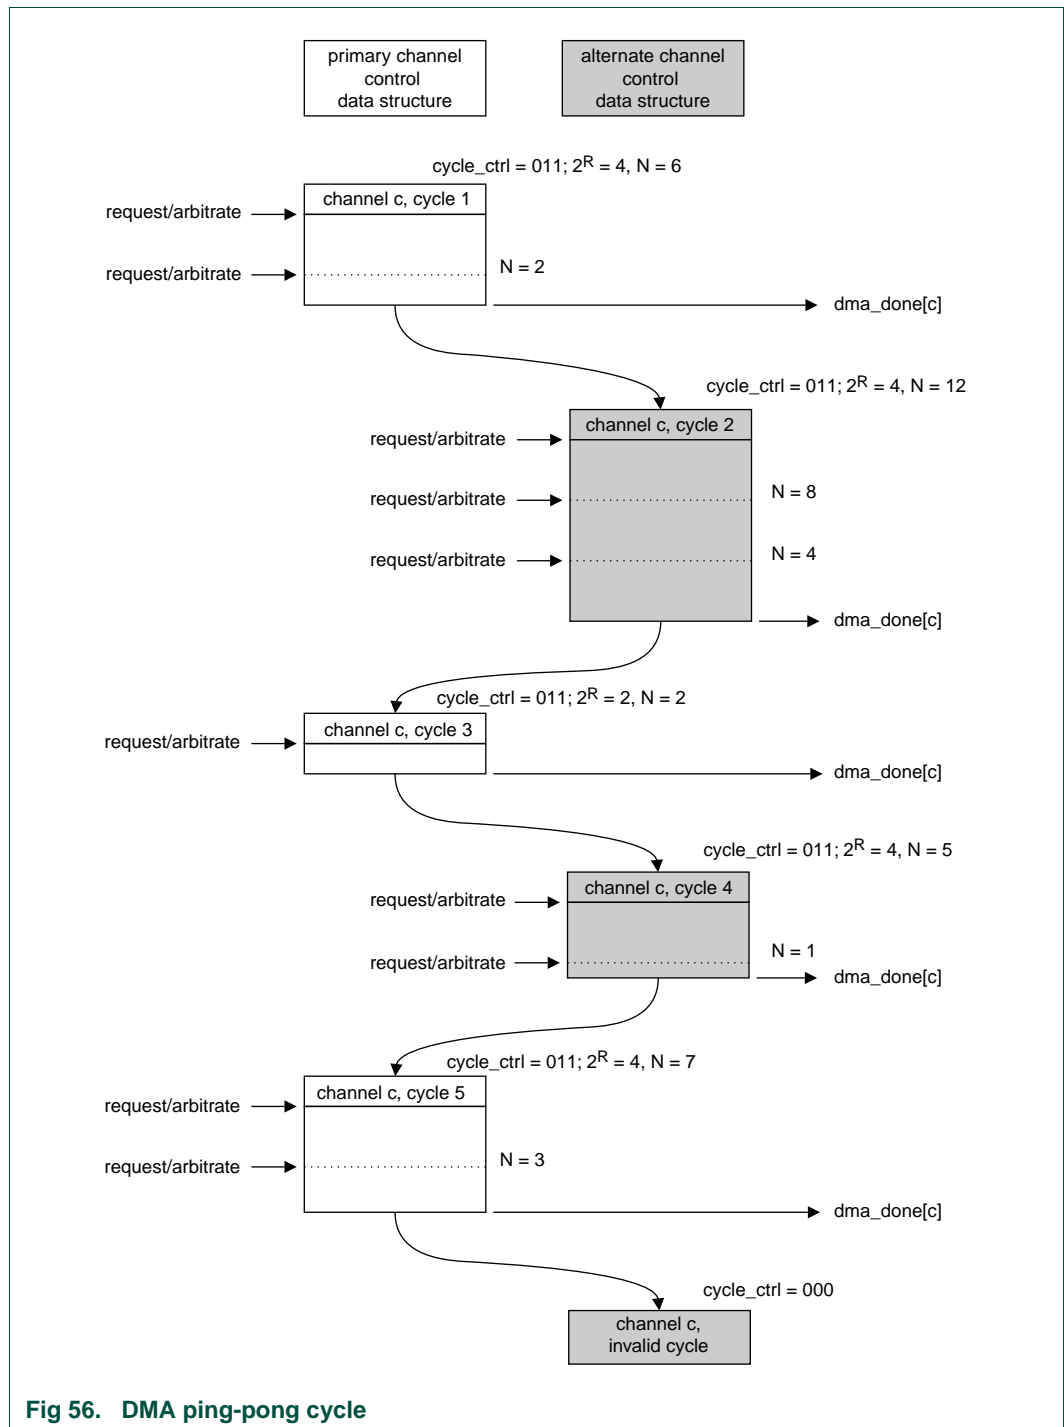 primary channel
control
data structure
alternate channel
control
data structure
cycle_ctrl = 011; 2^R = 4, N = 6
channel c, cycle 1
request/arbitrate
request/arbitrate
N = 2
dma_done[c]
cycle_ctrl = 011; 2^R = 4, N = 12
channel c, cycle 2
request/arbitrate
request/arbitrate
N = 8
request/arbitrate
N = 4
dma_done[c]
cycle_ctrl = 011; 2^R = 2, N = 2
channel c, cycle 3
request/arbitrate
dma_done[c]
cycle_ctrl = 011; 2^R = 4, N = 5
channel c, cycle 4
request/arbitrate
request/arbitrate
N = 1
dma_done[c]
cycle_ctrl = 011; 2^R = 4, N = 7
channel c, cycle 5
request/arbitrate
request/arbitrate
N = 3
dma_done[c]
cycle_ctrl = 000
channel c,
invalid cycle
Fig 56. DMA ping-pong cycle